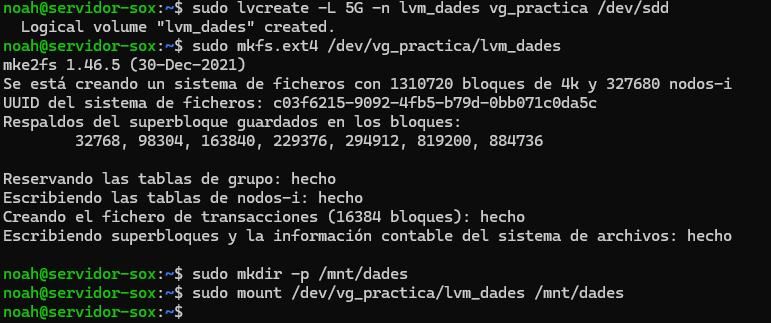 noah@servidor-sox:~$ sudo lvcreate -L 5G -n lvm_dades vg_practica /dev/sdd
  Logical volume "lvm_dades" created.
noah@servidor-sox:~$ sudo mkfs.ext4 /dev/vg_practica/lvm_dades
mke2fs 1.46.5 (30-Dec-2021)
Se está creando un sistema de ficheros con 1310720 bloques de 4k y 327680 nodos-i
UUID del sistema de ficheros: c03f6215-9092-4fb5-b79d-0bb071c0da5c
Respaldos del superbloque guardados en los bloques:
        32768, 98304, 163840, 229376, 294912, 819200, 884736

Reservando las tablas de grupo: hecho
Escribiendo las tablas de nodos-i: hecho
Creando el fichero de transacciones (16384 bloques): hecho
Escribiendo superbloques y la información contable del sistema de archivos: hecho

noah@servidor-sox:~$ sudo mkdir -p /mnt/dades
noah@servidor-sox:~$ sudo mount /dev/vg_practica/lvm_dades /mnt/dades
noah@servidor-sox:~$